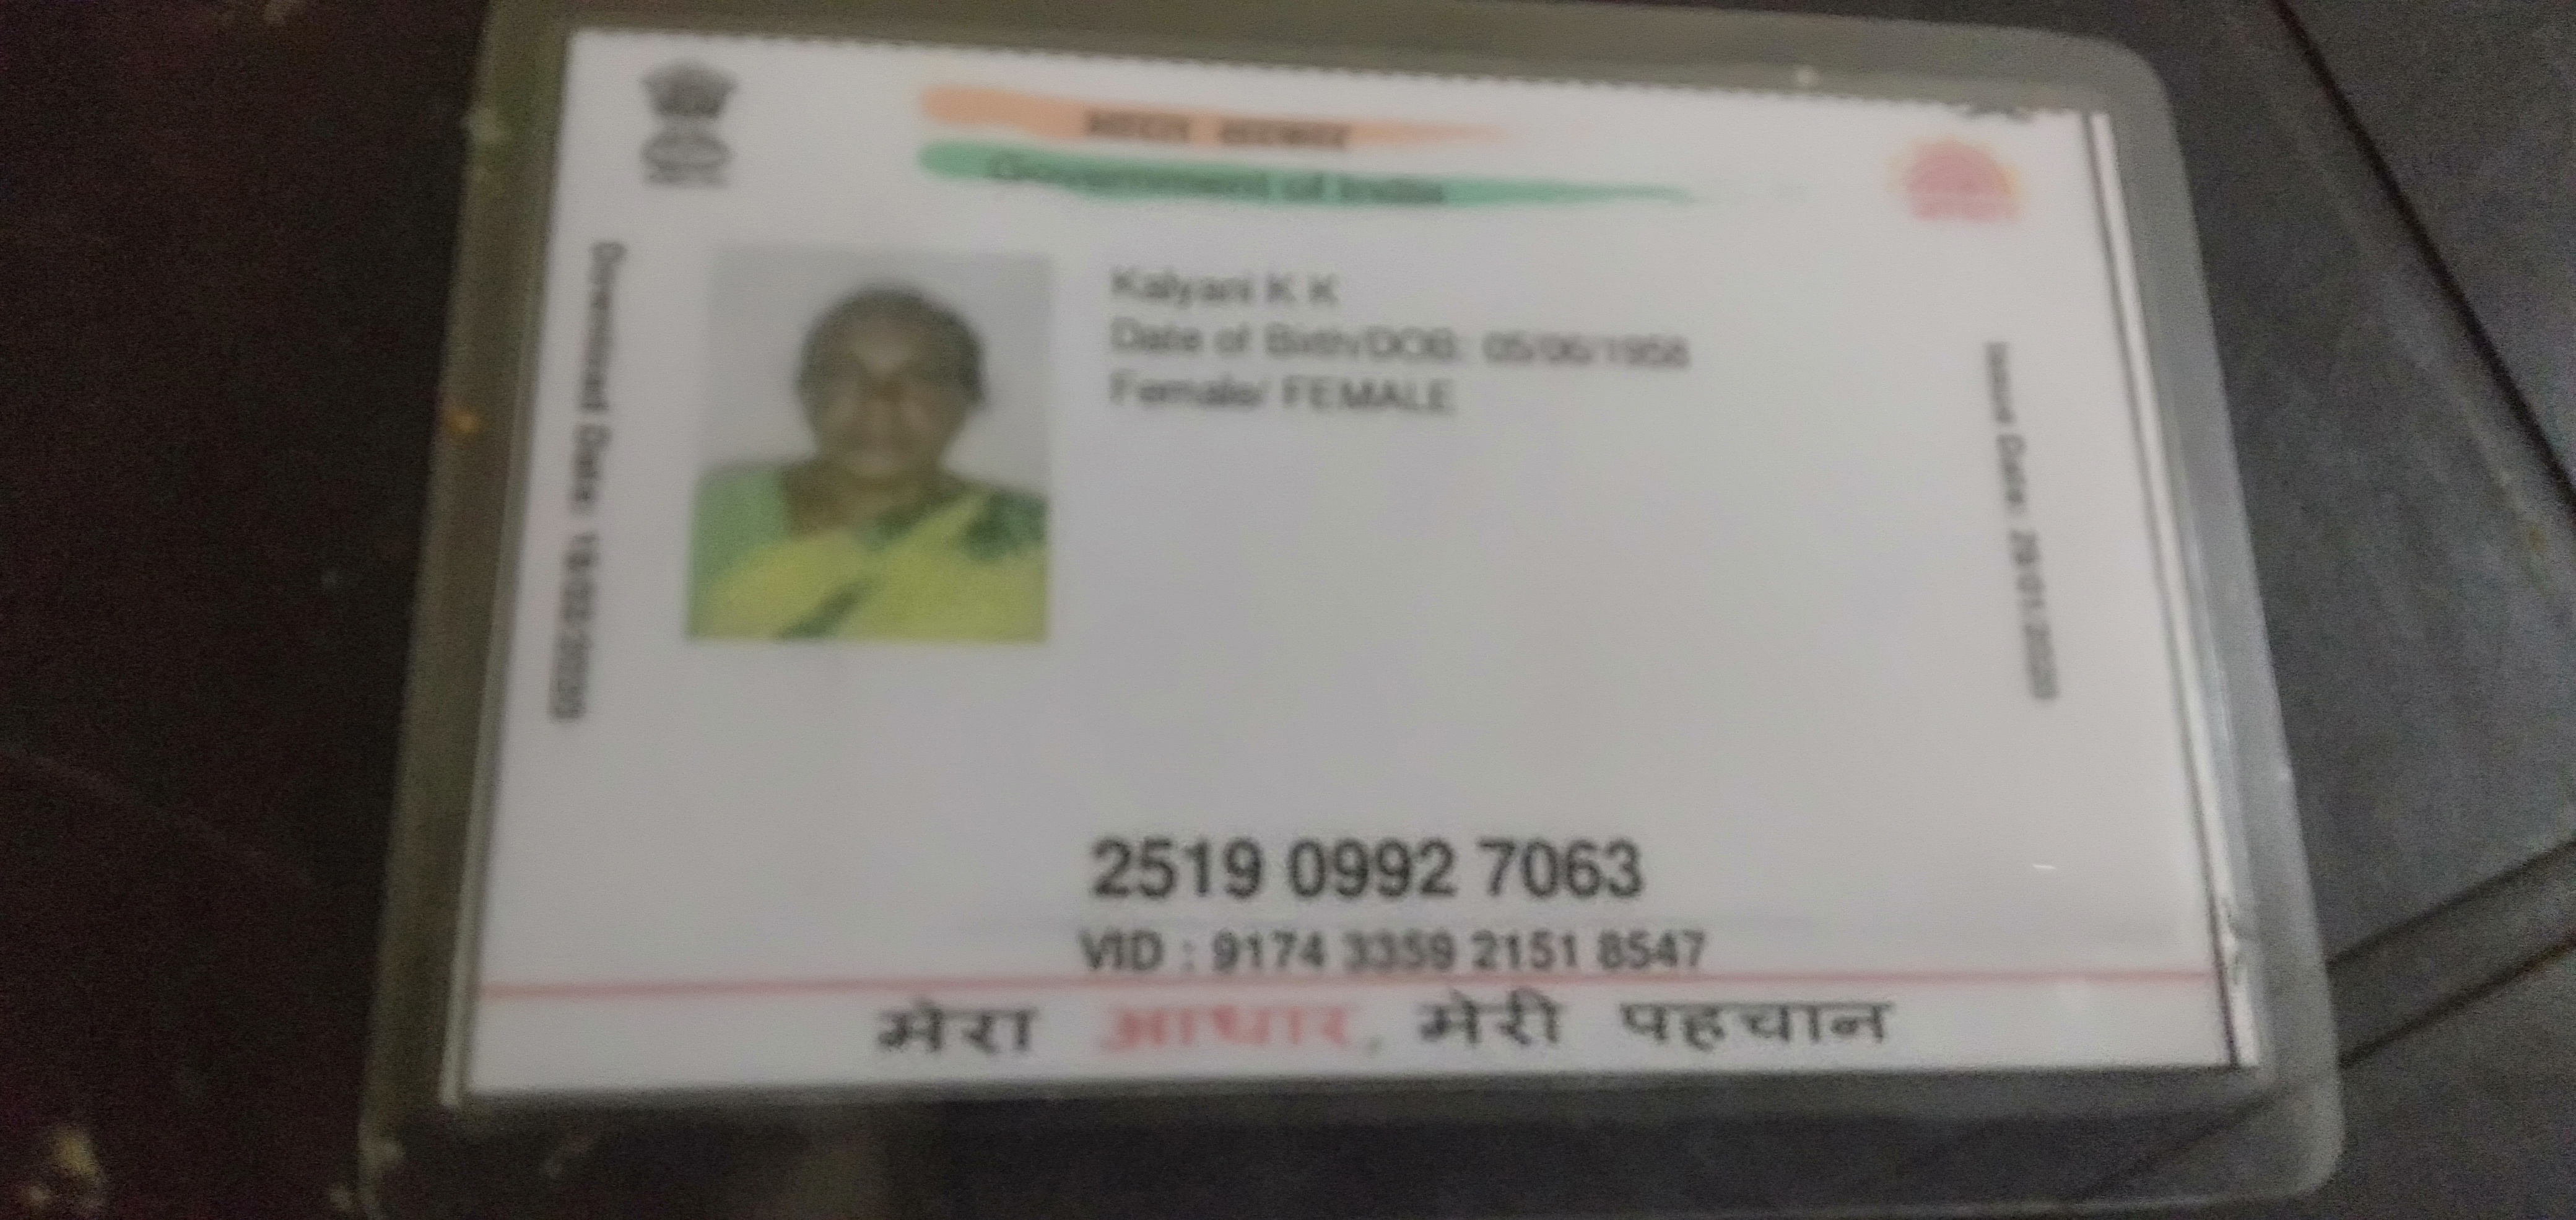 भारत सरकार
Government of India
Kalyani K K
Date of Birth/DOB: 05/06/1958
Female/ FEMALE
Download Date: 18/02/2020
Issue Date: 29/01/2020
2519 0992 7063
VID : 9174 3359 2151 8547
मेरा आधार, मेरी पहचान